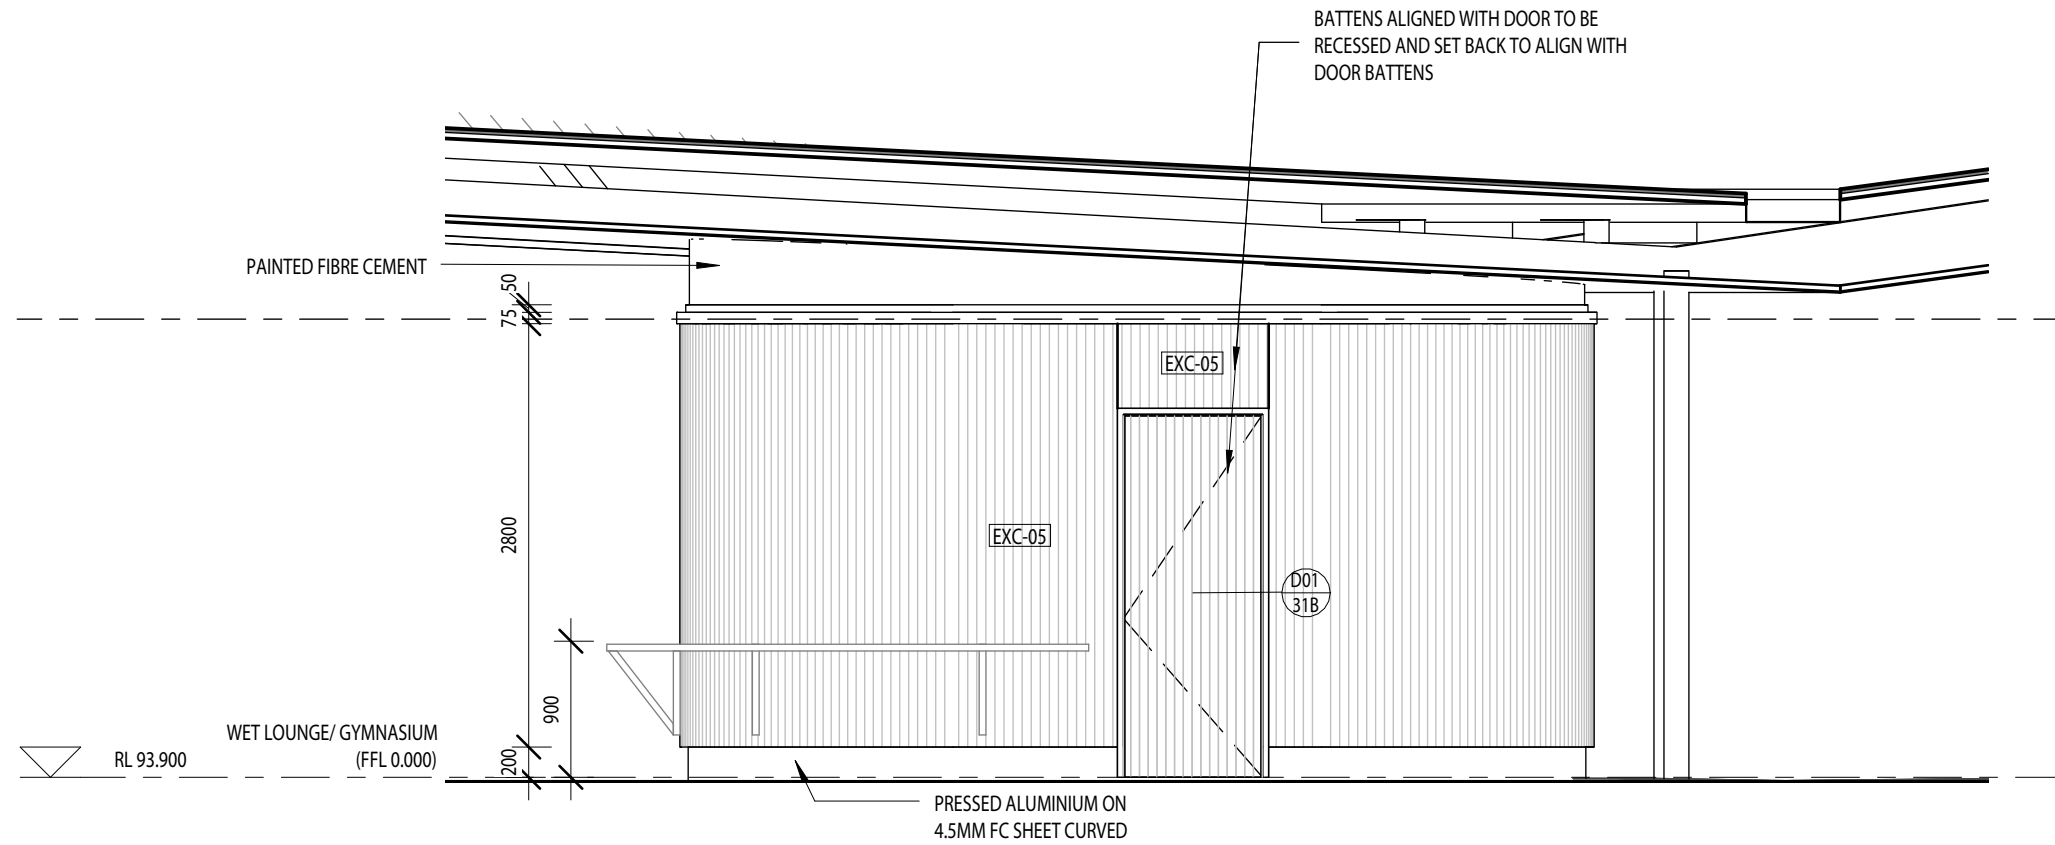 BATTENS ALIGNED WITH DOOR TO BE
RECESSED AND SET BACK TO ALIGN WITH
DOOR BATTENS
PAINTED FIBRE CEMENT
50
75
EXC-05
2800
EXC-05
D01
31B
900
WET LOUNGE/ GYMNASIUM
(FFL 0.000)
RL 93.900
200
PRESSED ALUMINIUM ON
4.5MM FC SHEET CURVED